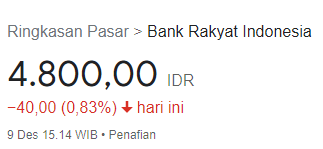 Ringkasan Pasar > Bank Rakyat Indonesia
4.800,00 IDR
−40,00 (0,83%) ↓ hari ini
9 Des 15.14 WIB • Penafian